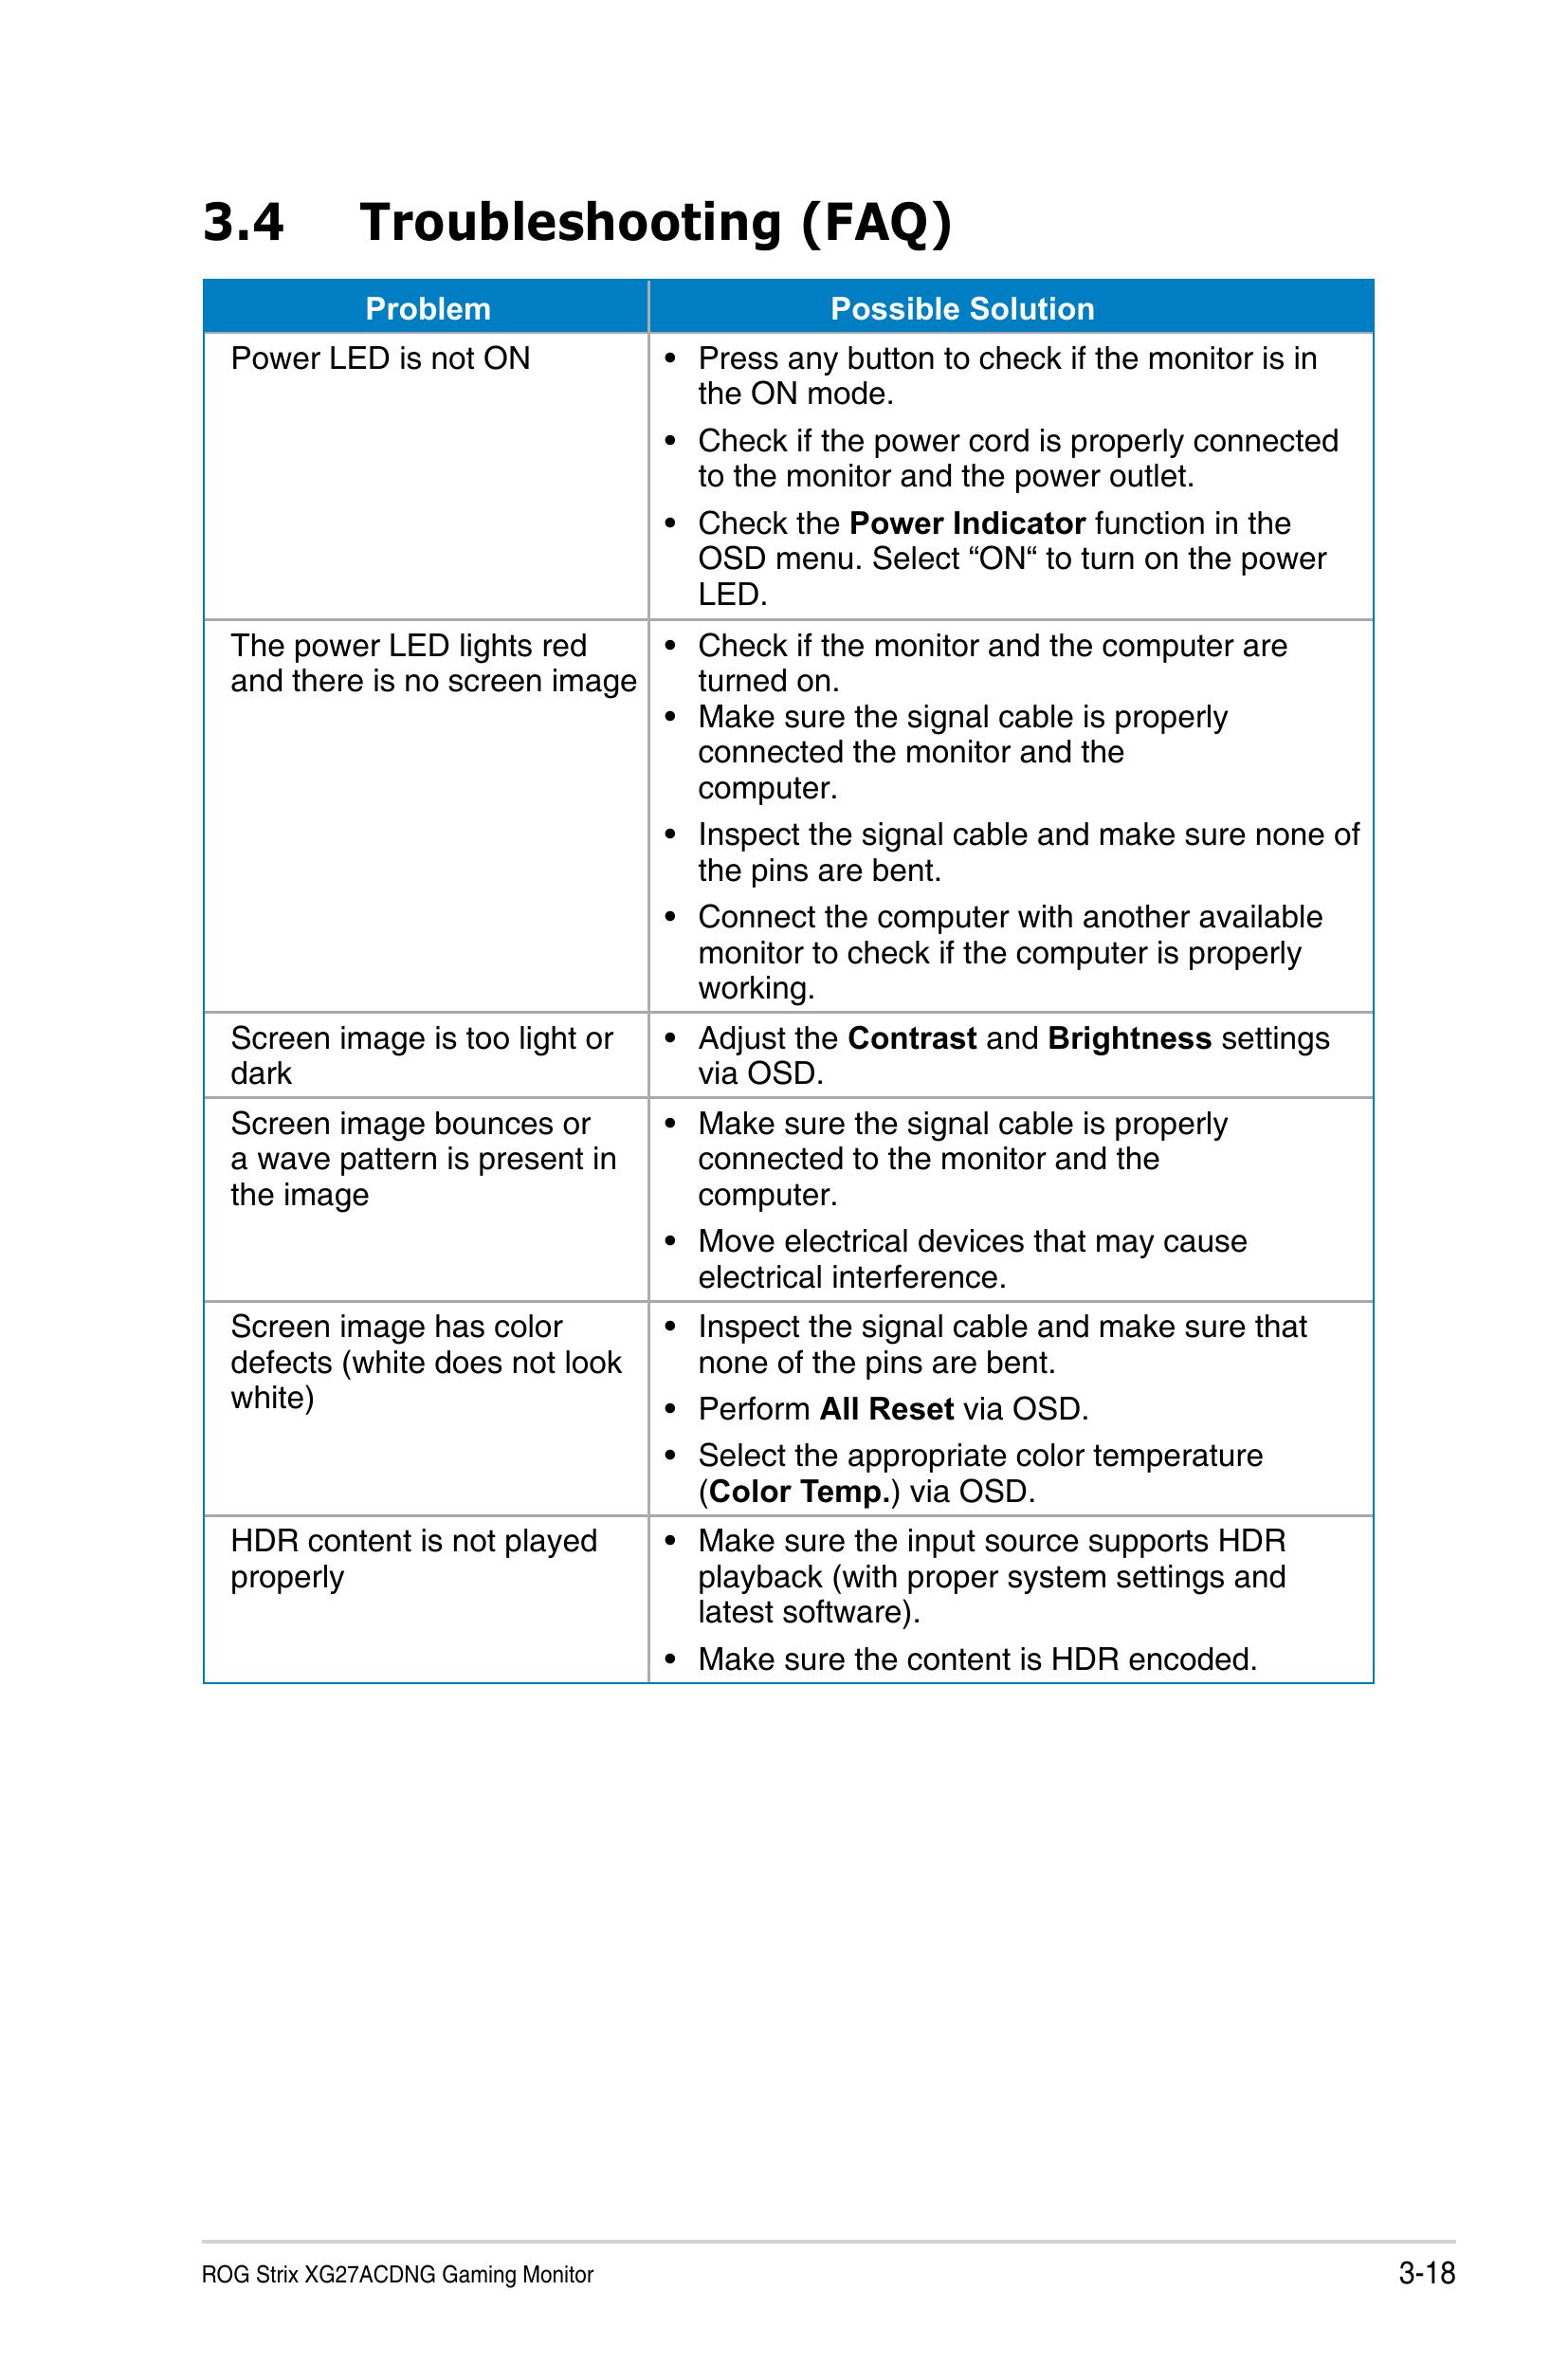 3.4 Troubleshooting (FAQ)
Problem
Possible Solution
Power LED is not ON
• Press any button to check if the monitor is in
the ON mode.
• Check if the power cord is properly connected
to the monitor and the power outlet.
• Check the Power Indicator function in the
OSD menu. Select “ON“ to turn on the power
LED.
The power LED lights red
and there is no screen image
• Check if the monitor and the computer are
turned on.
• Make sure the signal cable is properly
connected the monitor and the
computer.
• Inspect the signal cable and make sure none of
the pins are bent.
• Connect the computer with another available
monitor to check if the computer is properly
working.
Screen image is too light or
dark
• Adjust the Contrast and Brightness settings
via OSD.
Screen image bounces or
a wave pattern is present in
the image
• Make sure the signal cable is properly
connected to the monitor and the
computer.
• Move electrical devices that may cause
electrical interference.
Screen image has color
defects (white does not look
white)
• Inspect the signal cable and make sure that
none of the pins are bent.
• Perform All Reset via OSD.
• Select the appropriate color temperature
(Color Temp.) via OSD.
HDR content is not played
properly
• Make sure the input source supports HDR
playback (with proper system settings and
latest software).
• Make sure the content is HDR encoded.
ROG Strix XG27ACDNG Gaming Monitor
3-18